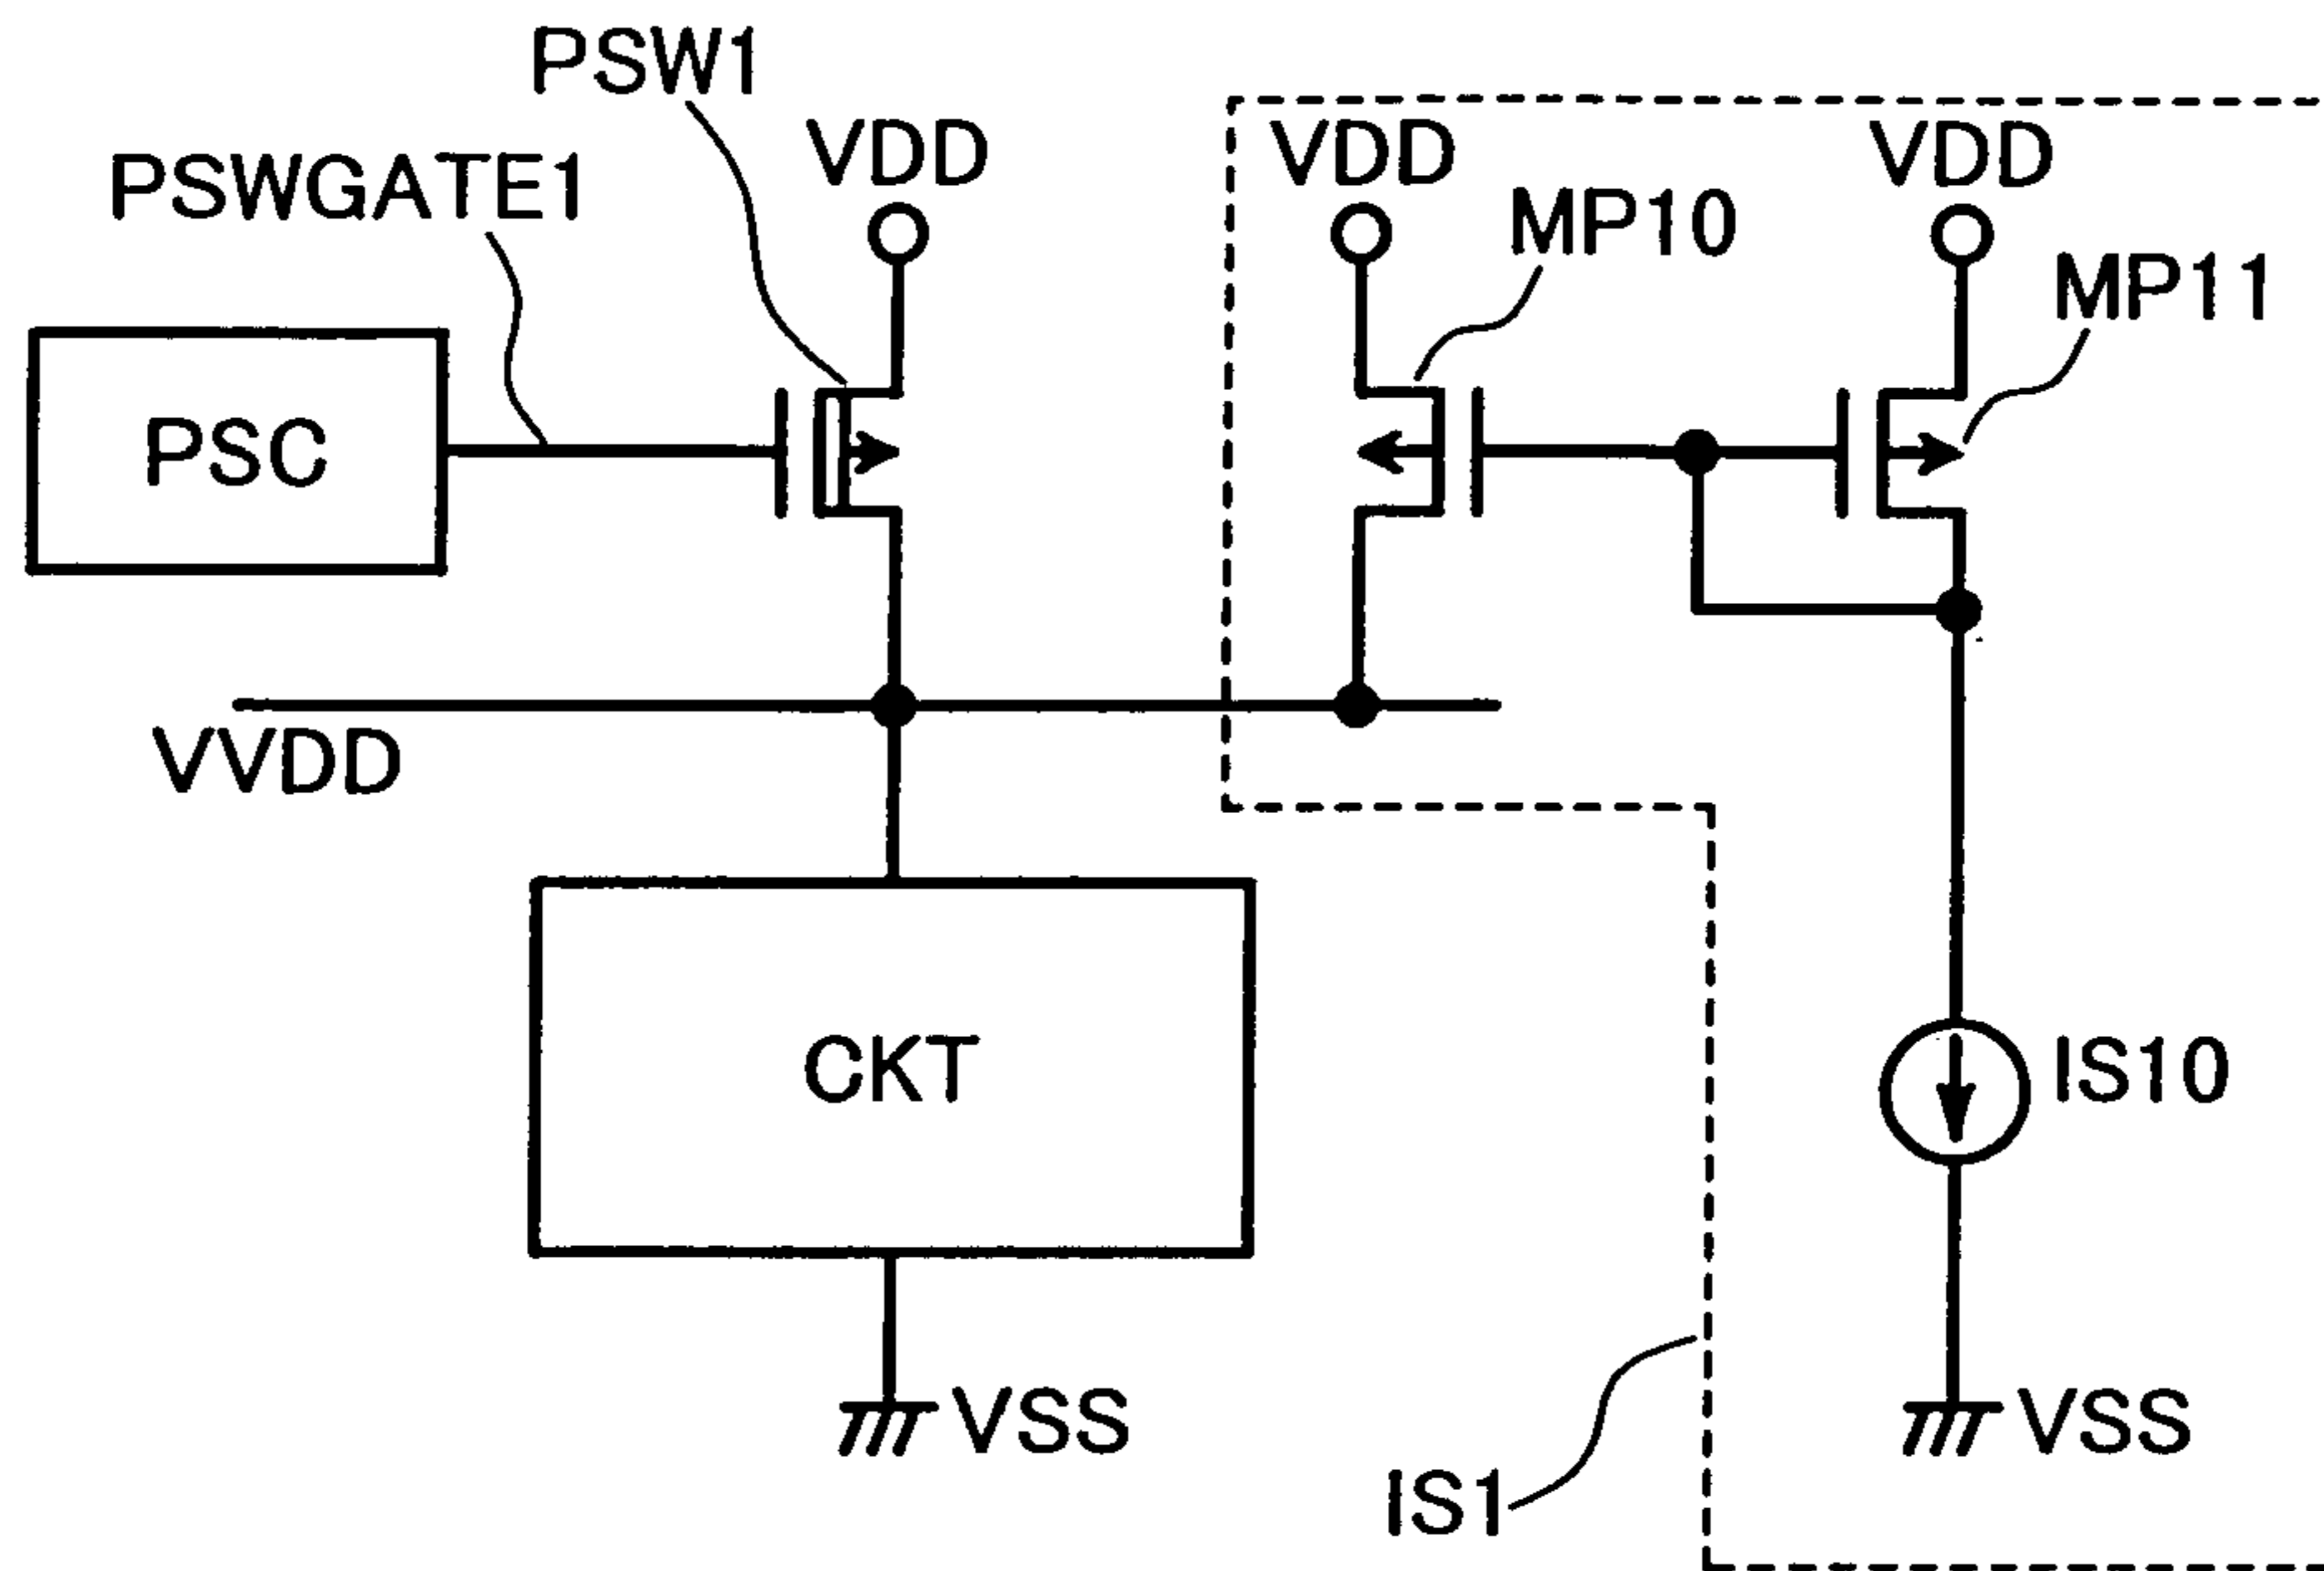 PSW1
VDD
VDD
VDD
PSWGATE1
MP10
MP11
PSC
VVDD
CKT
IS10
VSS
VSS
IS1